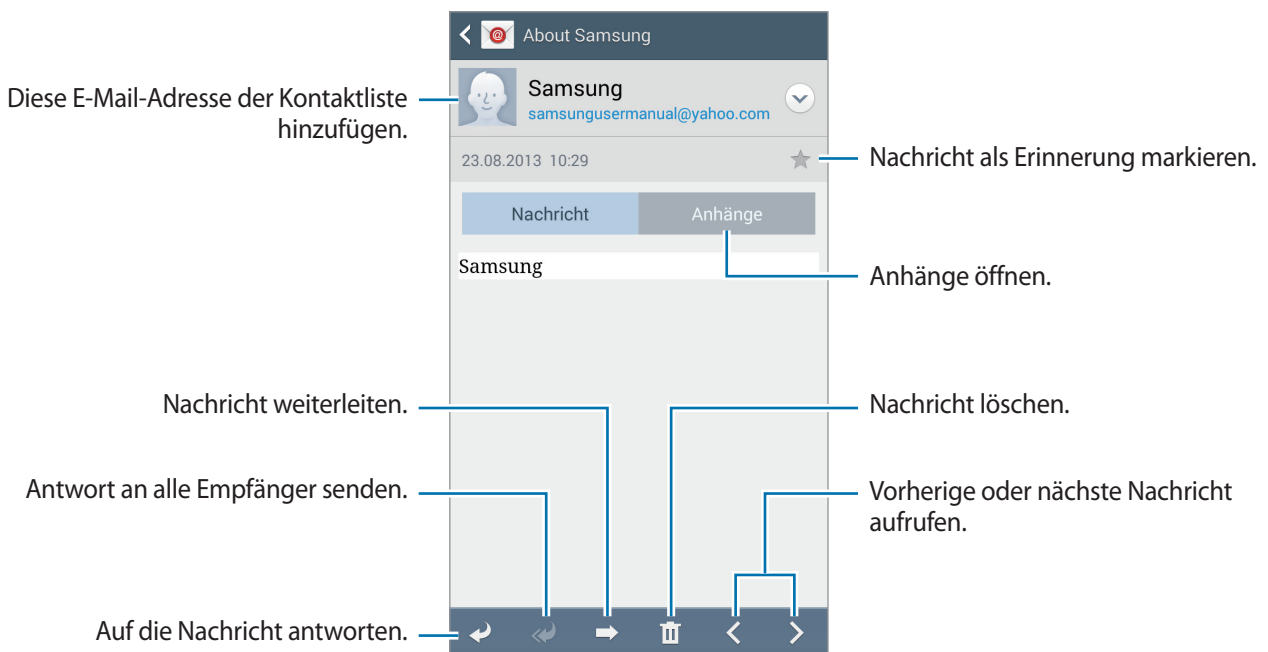 About Samsung
Diese E-Mail-Adresse der Kontaktliste
hinzufügen.
Samsung
samsungusermanual@yahoo.com
23.08.2013 10:29
Nachricht als Erinnerung markieren.
Nachricht
Anhänge
Samsung
Anhänge öffnen.
Nachricht weiterleiten.
Nachricht löschen.
Antwort an alle Empfänger senden.
Vorherige oder nächste Nachricht
aufrufen.
Auf die Nachricht antworten.